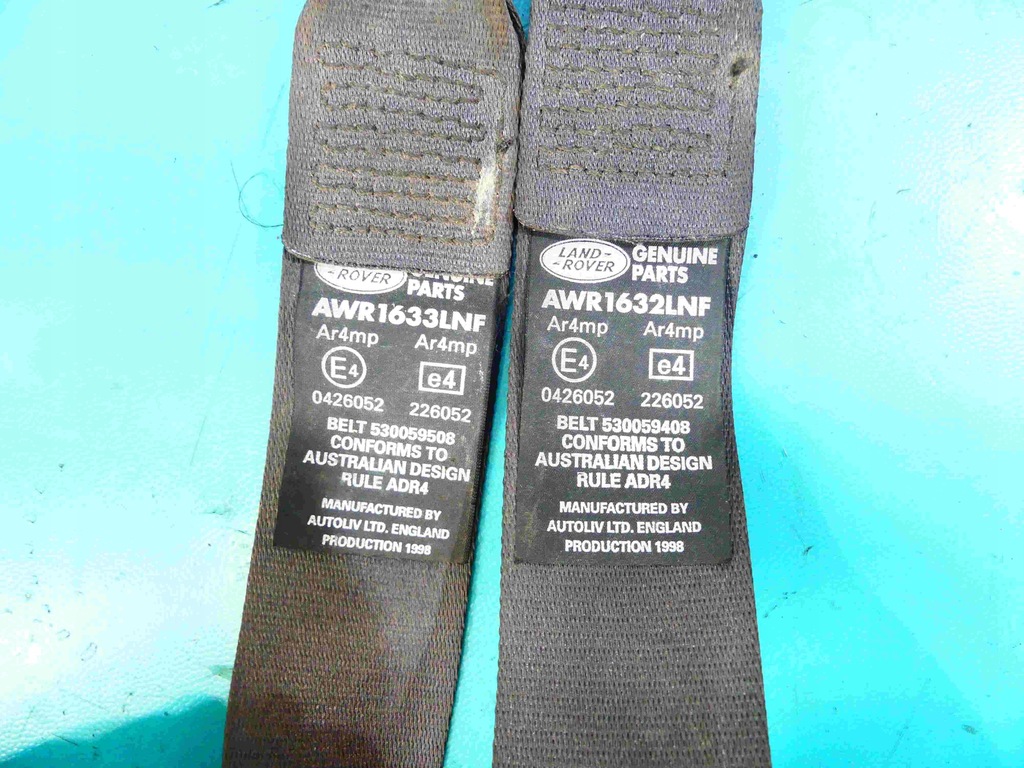 -ROVER
GENUINE
PARTS
AWR1633LNF
Ar4mp Ar4mp
E4 e4
0426052 226052
BELT 530059508
CONFORMS TO
AUSTRALIAN DESIGN
RULE ADR4
MANUFACTURED BY
AUTOLIV LTD. ENGLAND
PRODUCTION 1998
LAND-
-ROVER
GENUINE
PARTS
AWR1632LNF
Ar4mp Ar4mp
E4 e4
0426052 226052
BELT 530059408
CONFORMS TO
AUSTRALIAN DESIGN
RULE ADR4
MANUFACTURED BY
AUTOLIV LTD. ENGLAND
PRODUCTION 1998